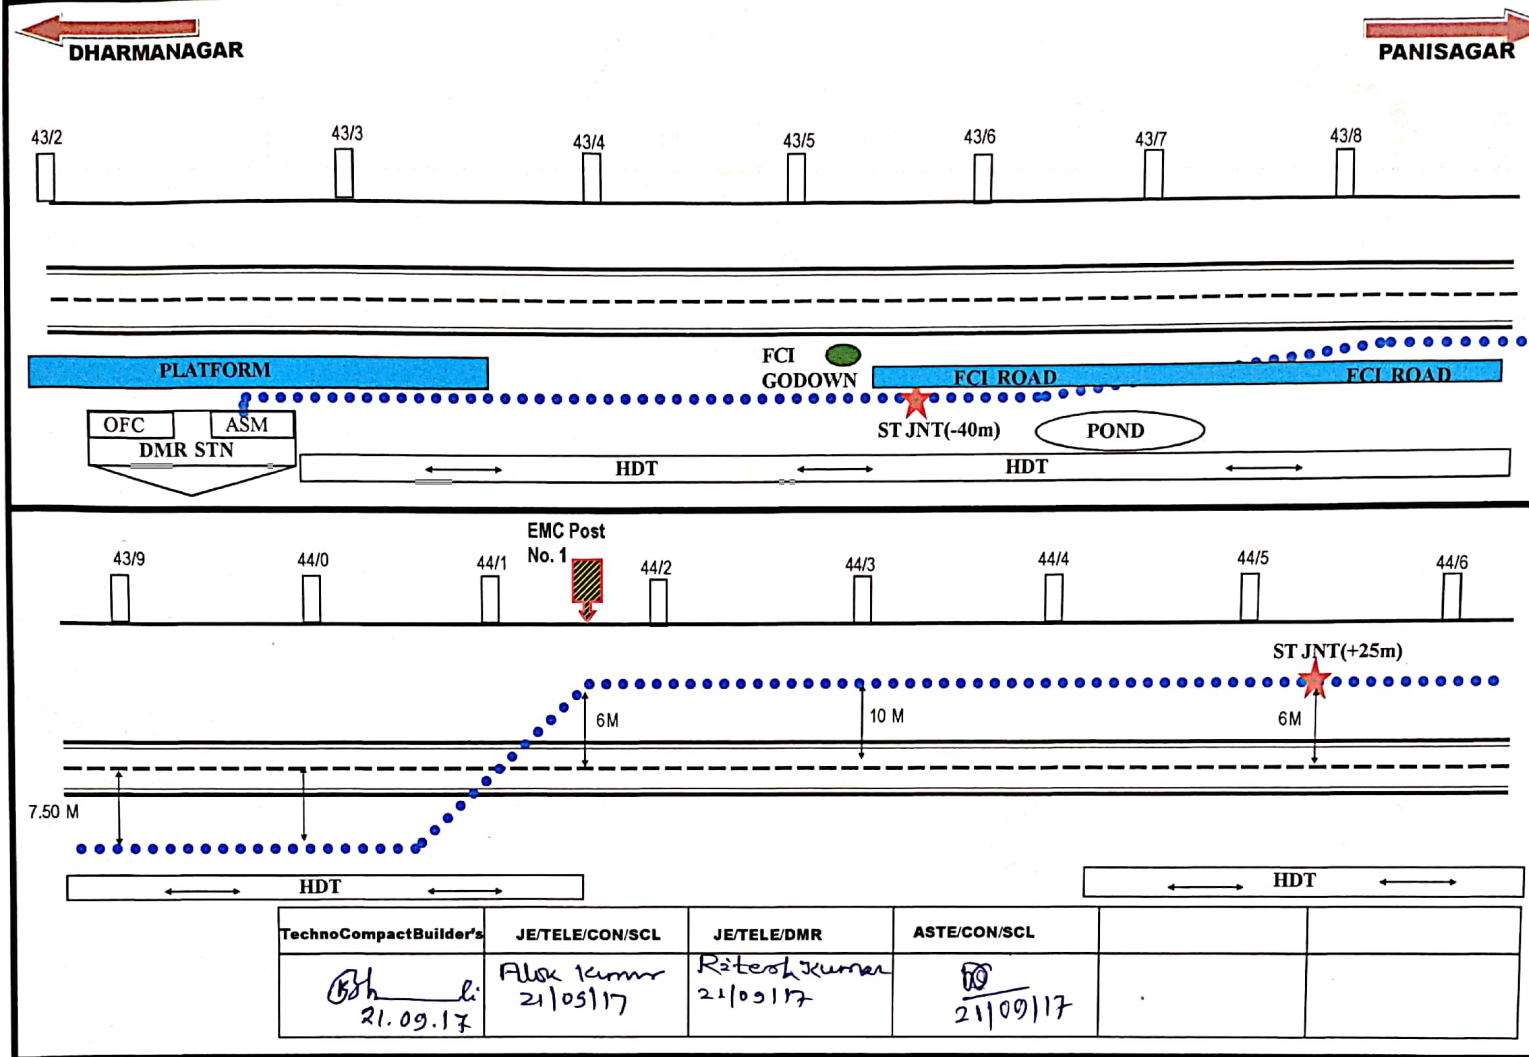 DHARMANAGAR
PANISAGAR
43/2 43/3 43/4 43/5 43/6 43/7 43/8
PLATFORM
FCI
GODOWN
FCI ROAD
FCI ROAD
OFC
ASM
DMR STN
ST JNT(-40m)
POND
HDT
HDT
EMC Post
No. 1
43/9 44/0 44/1 44/2 44/3 44/4 44/5 44/6
ST JNT(+25m)
6M
10 M
6M
7.50 M
HDT
HDT
TechnoCompactBuilder's JE/TELE/CON/SCL JE/TELE/DMR ASTE/CON/SCL
Alok Kumar
Ritesh Kumar
21.09.17
21/09/17
21/09/17
21/09/17